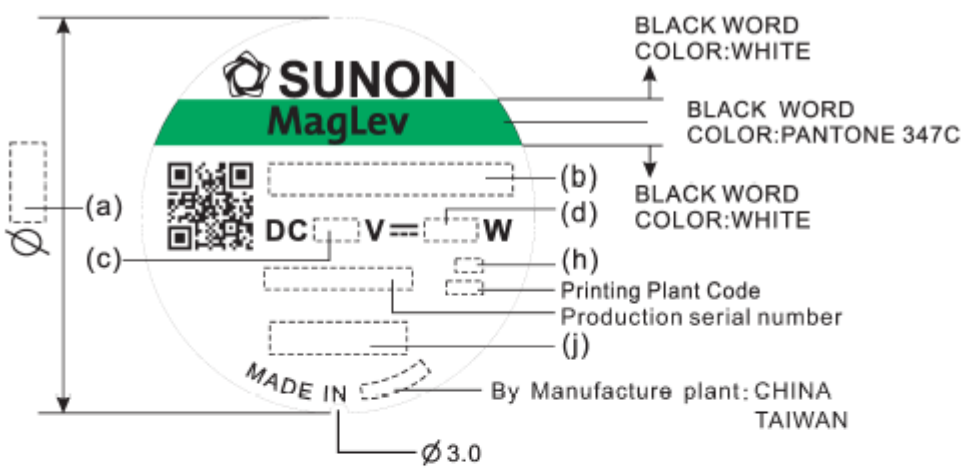 BLACK WORD
COLOR:WHITE
SUNON
MagLev
BLACK WORD
COLOR:PANTONE 347C
(b)
BLACK WORD
COLOR:WHITE
(a)
Ø
(d)
DC V W
(c)
(h)
Printing Plant Code
Production serial number
(j)
MADE IN
By Manufacture plant: CHINA
TAIWAN
Ø 3.0